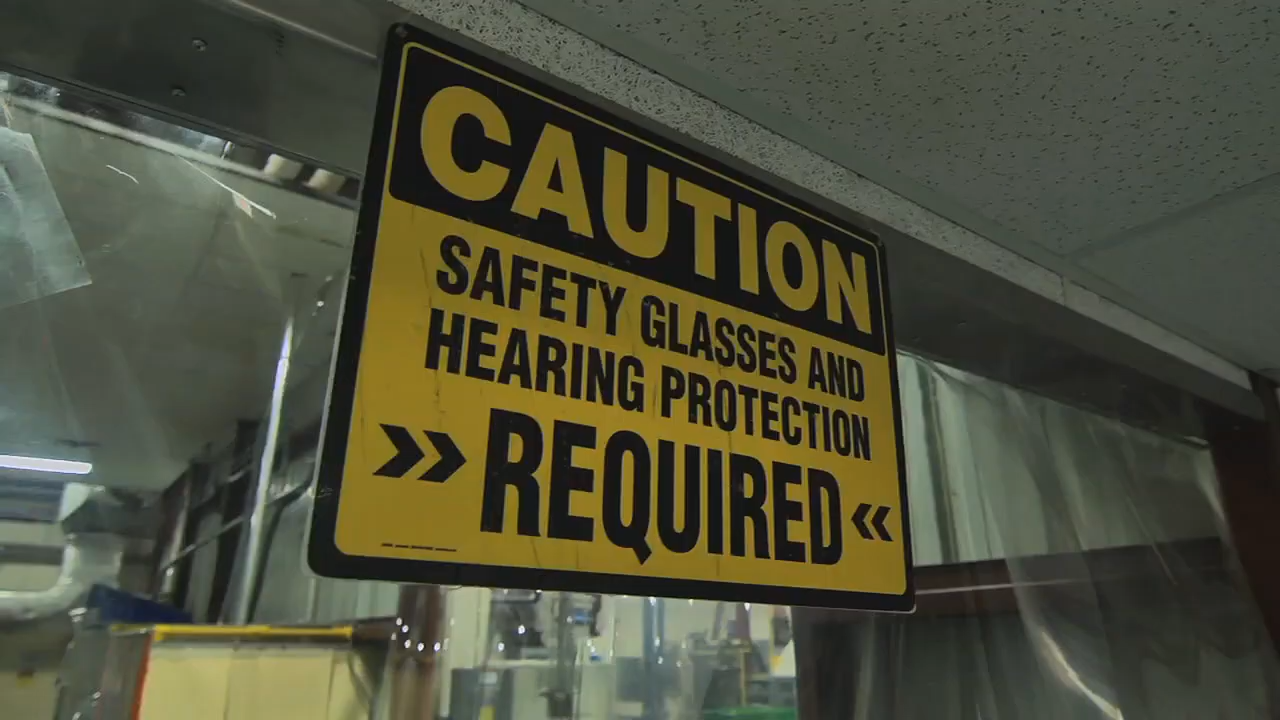 CAUTION
SAFETY GLASSES AND
HEARING PROTECTION
REQUIRED